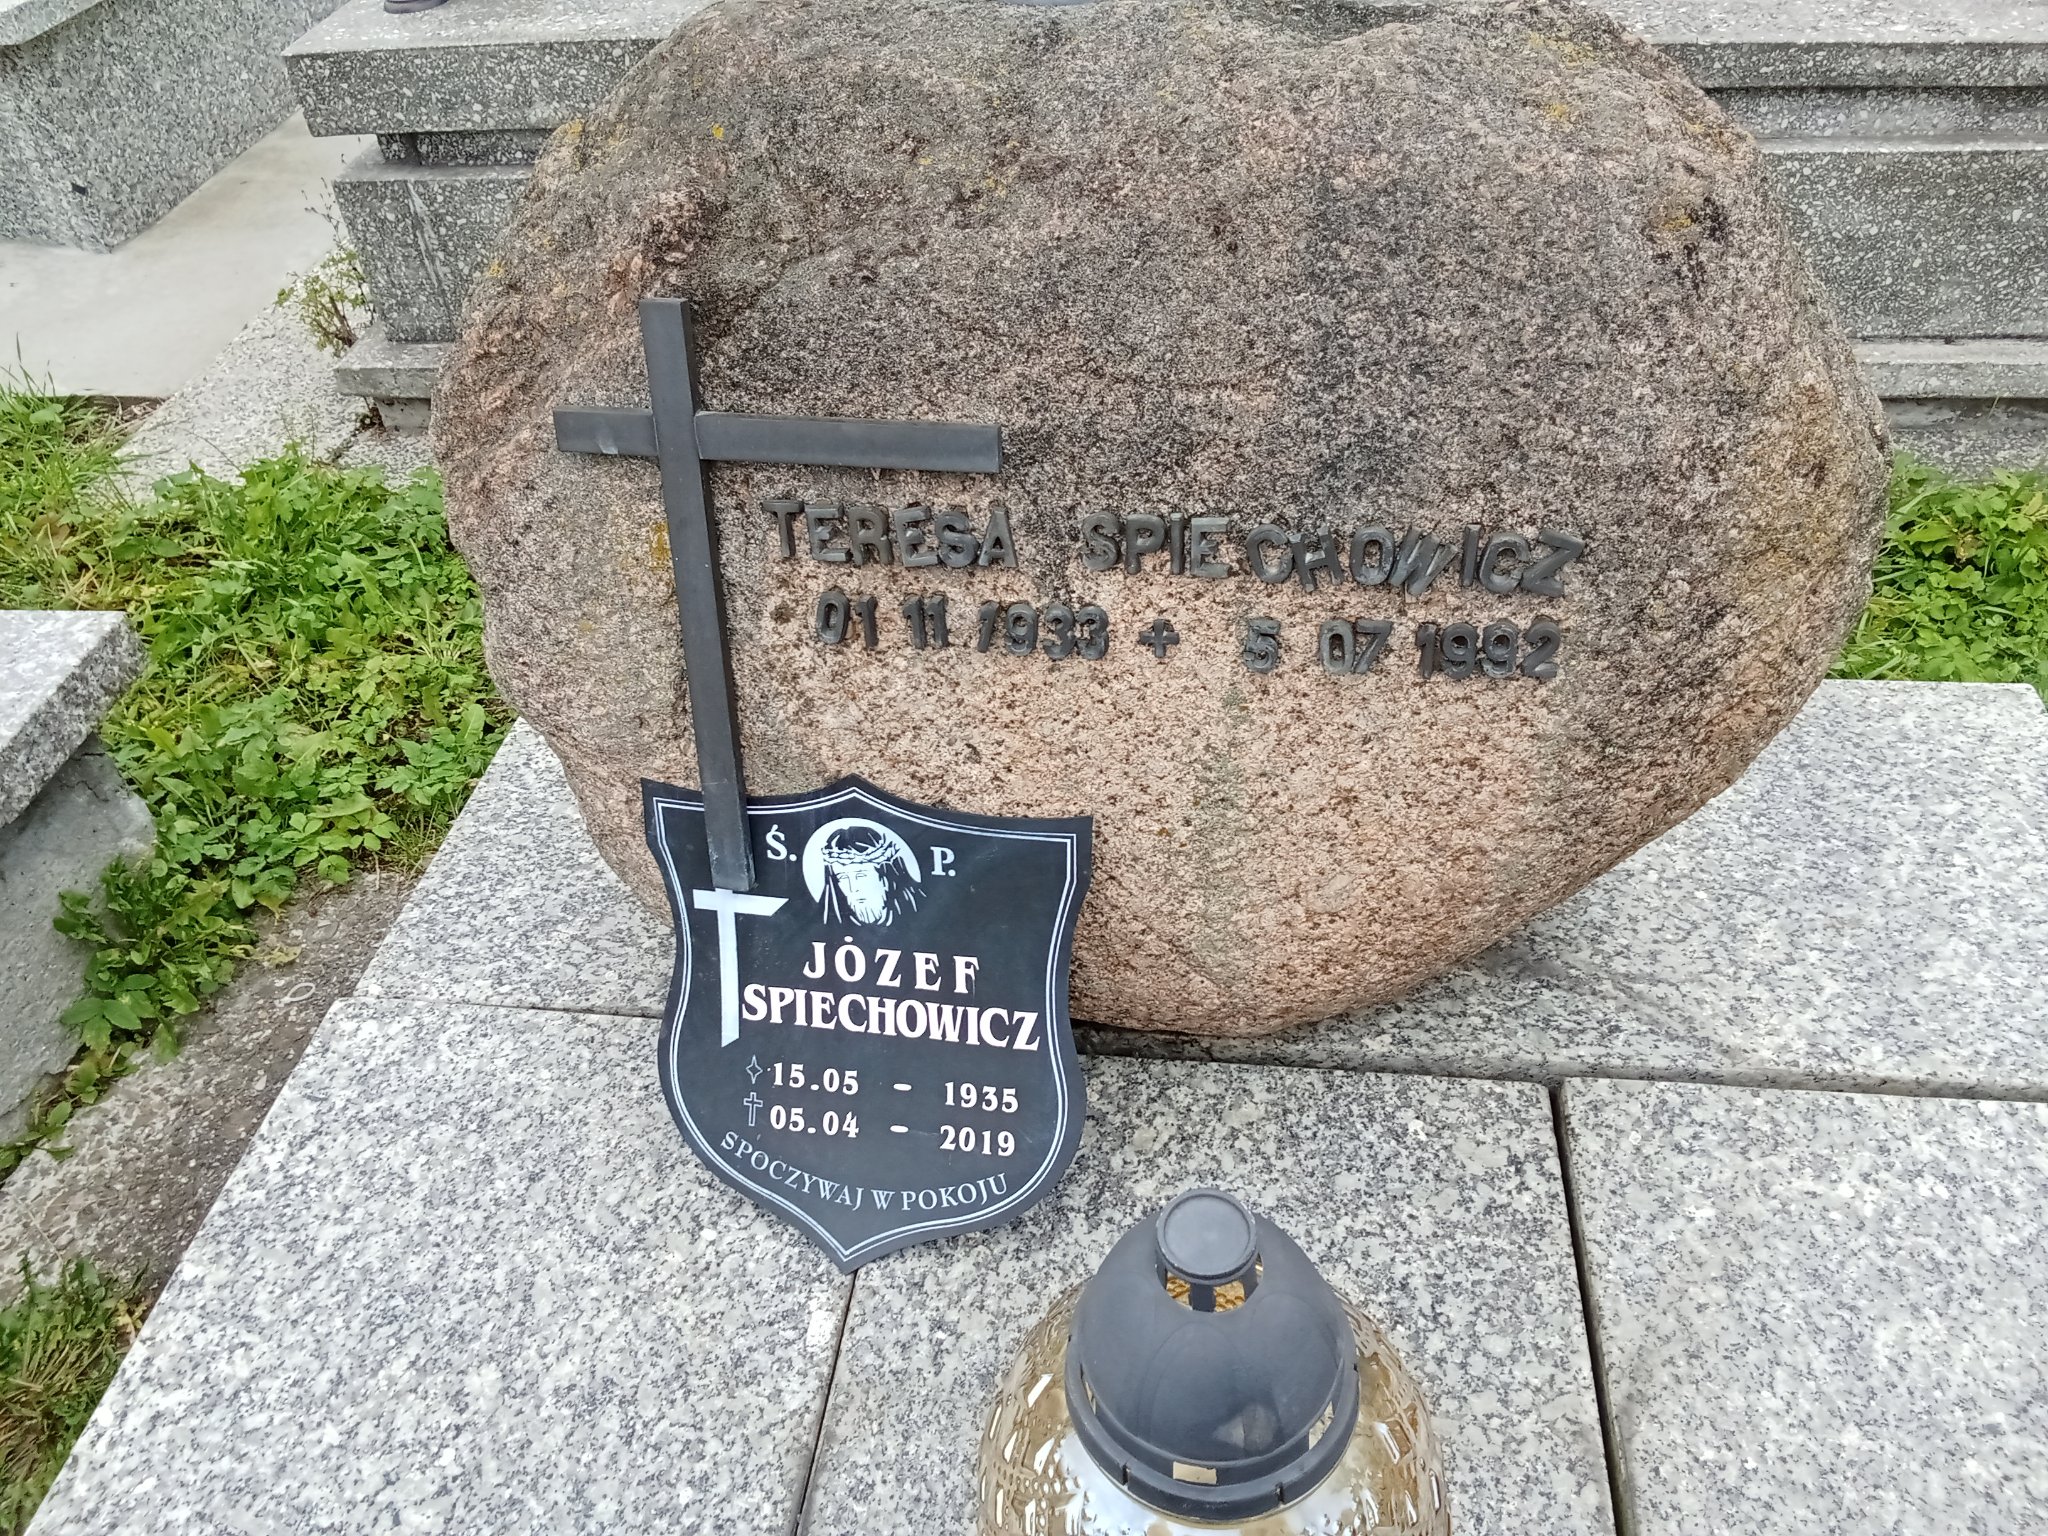 TERESA SPIECHOWICZ
01 11 1933 + 5 07 1992
Ś. P.
JÓZEF
SPIECHOWICZ
15.05 - 1935
05.04 - 2019
SPOCZYWAJ W POKOJU